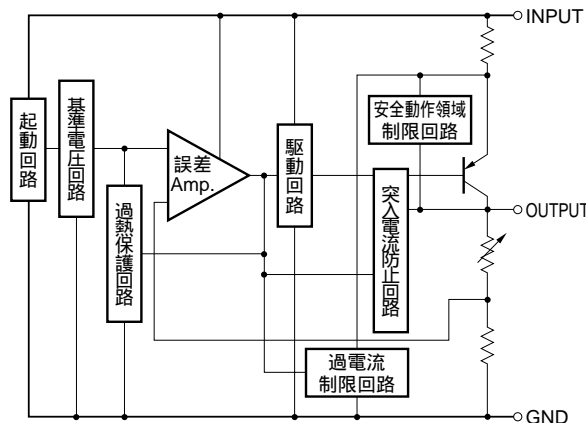 INPUT
起動回路
基準電圧回路
誤差
Amp.
過熱保護回路
駆動回路
安全動作領域
制限回路
突入電流防止回路
OUTPUT
過電流
制限回路
GND